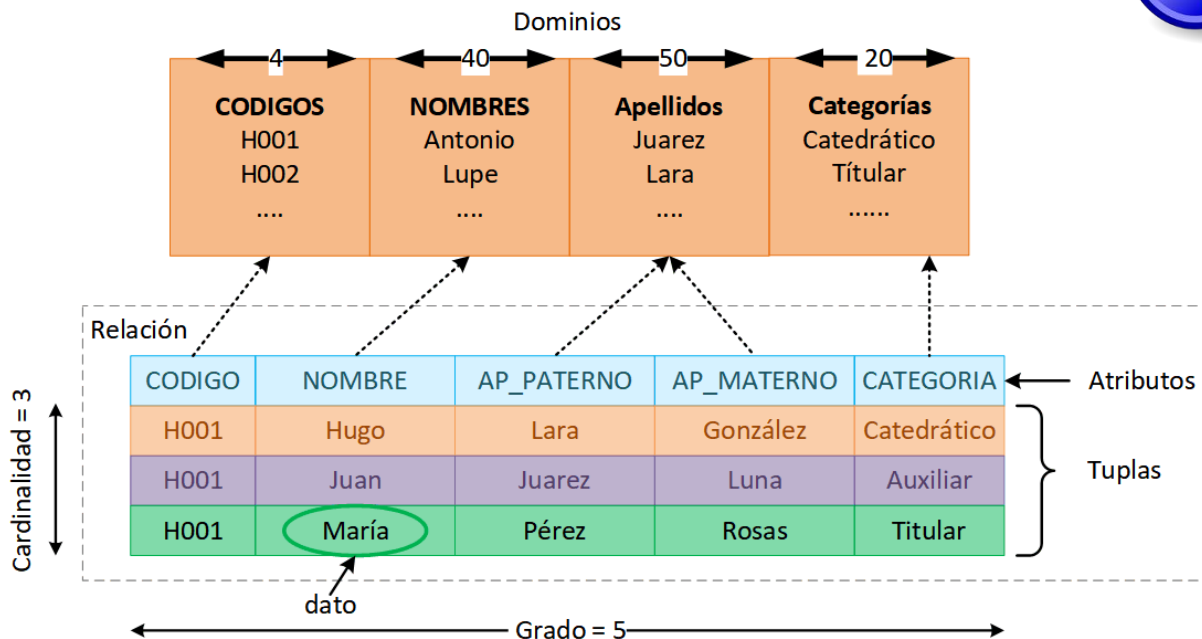 Dominios
4 40 50 20
CODIGOS NOMBRES Apellidos Categorías
H001 Antonio Juarez Catedrático
H002 Lupe Lara Títular
.... .... .... ......
Relación
CODIGO NOMBRE AP_PATERNO AP_MATERNO CATEGORIA Atributos
H001 Hugo Lara González Catedrático
H001 Juan Juarez Luna Auxiliar
H001 María Pérez Rosas Titular
Tuplas
Cardinalidad = 3
dato
Grado = 5